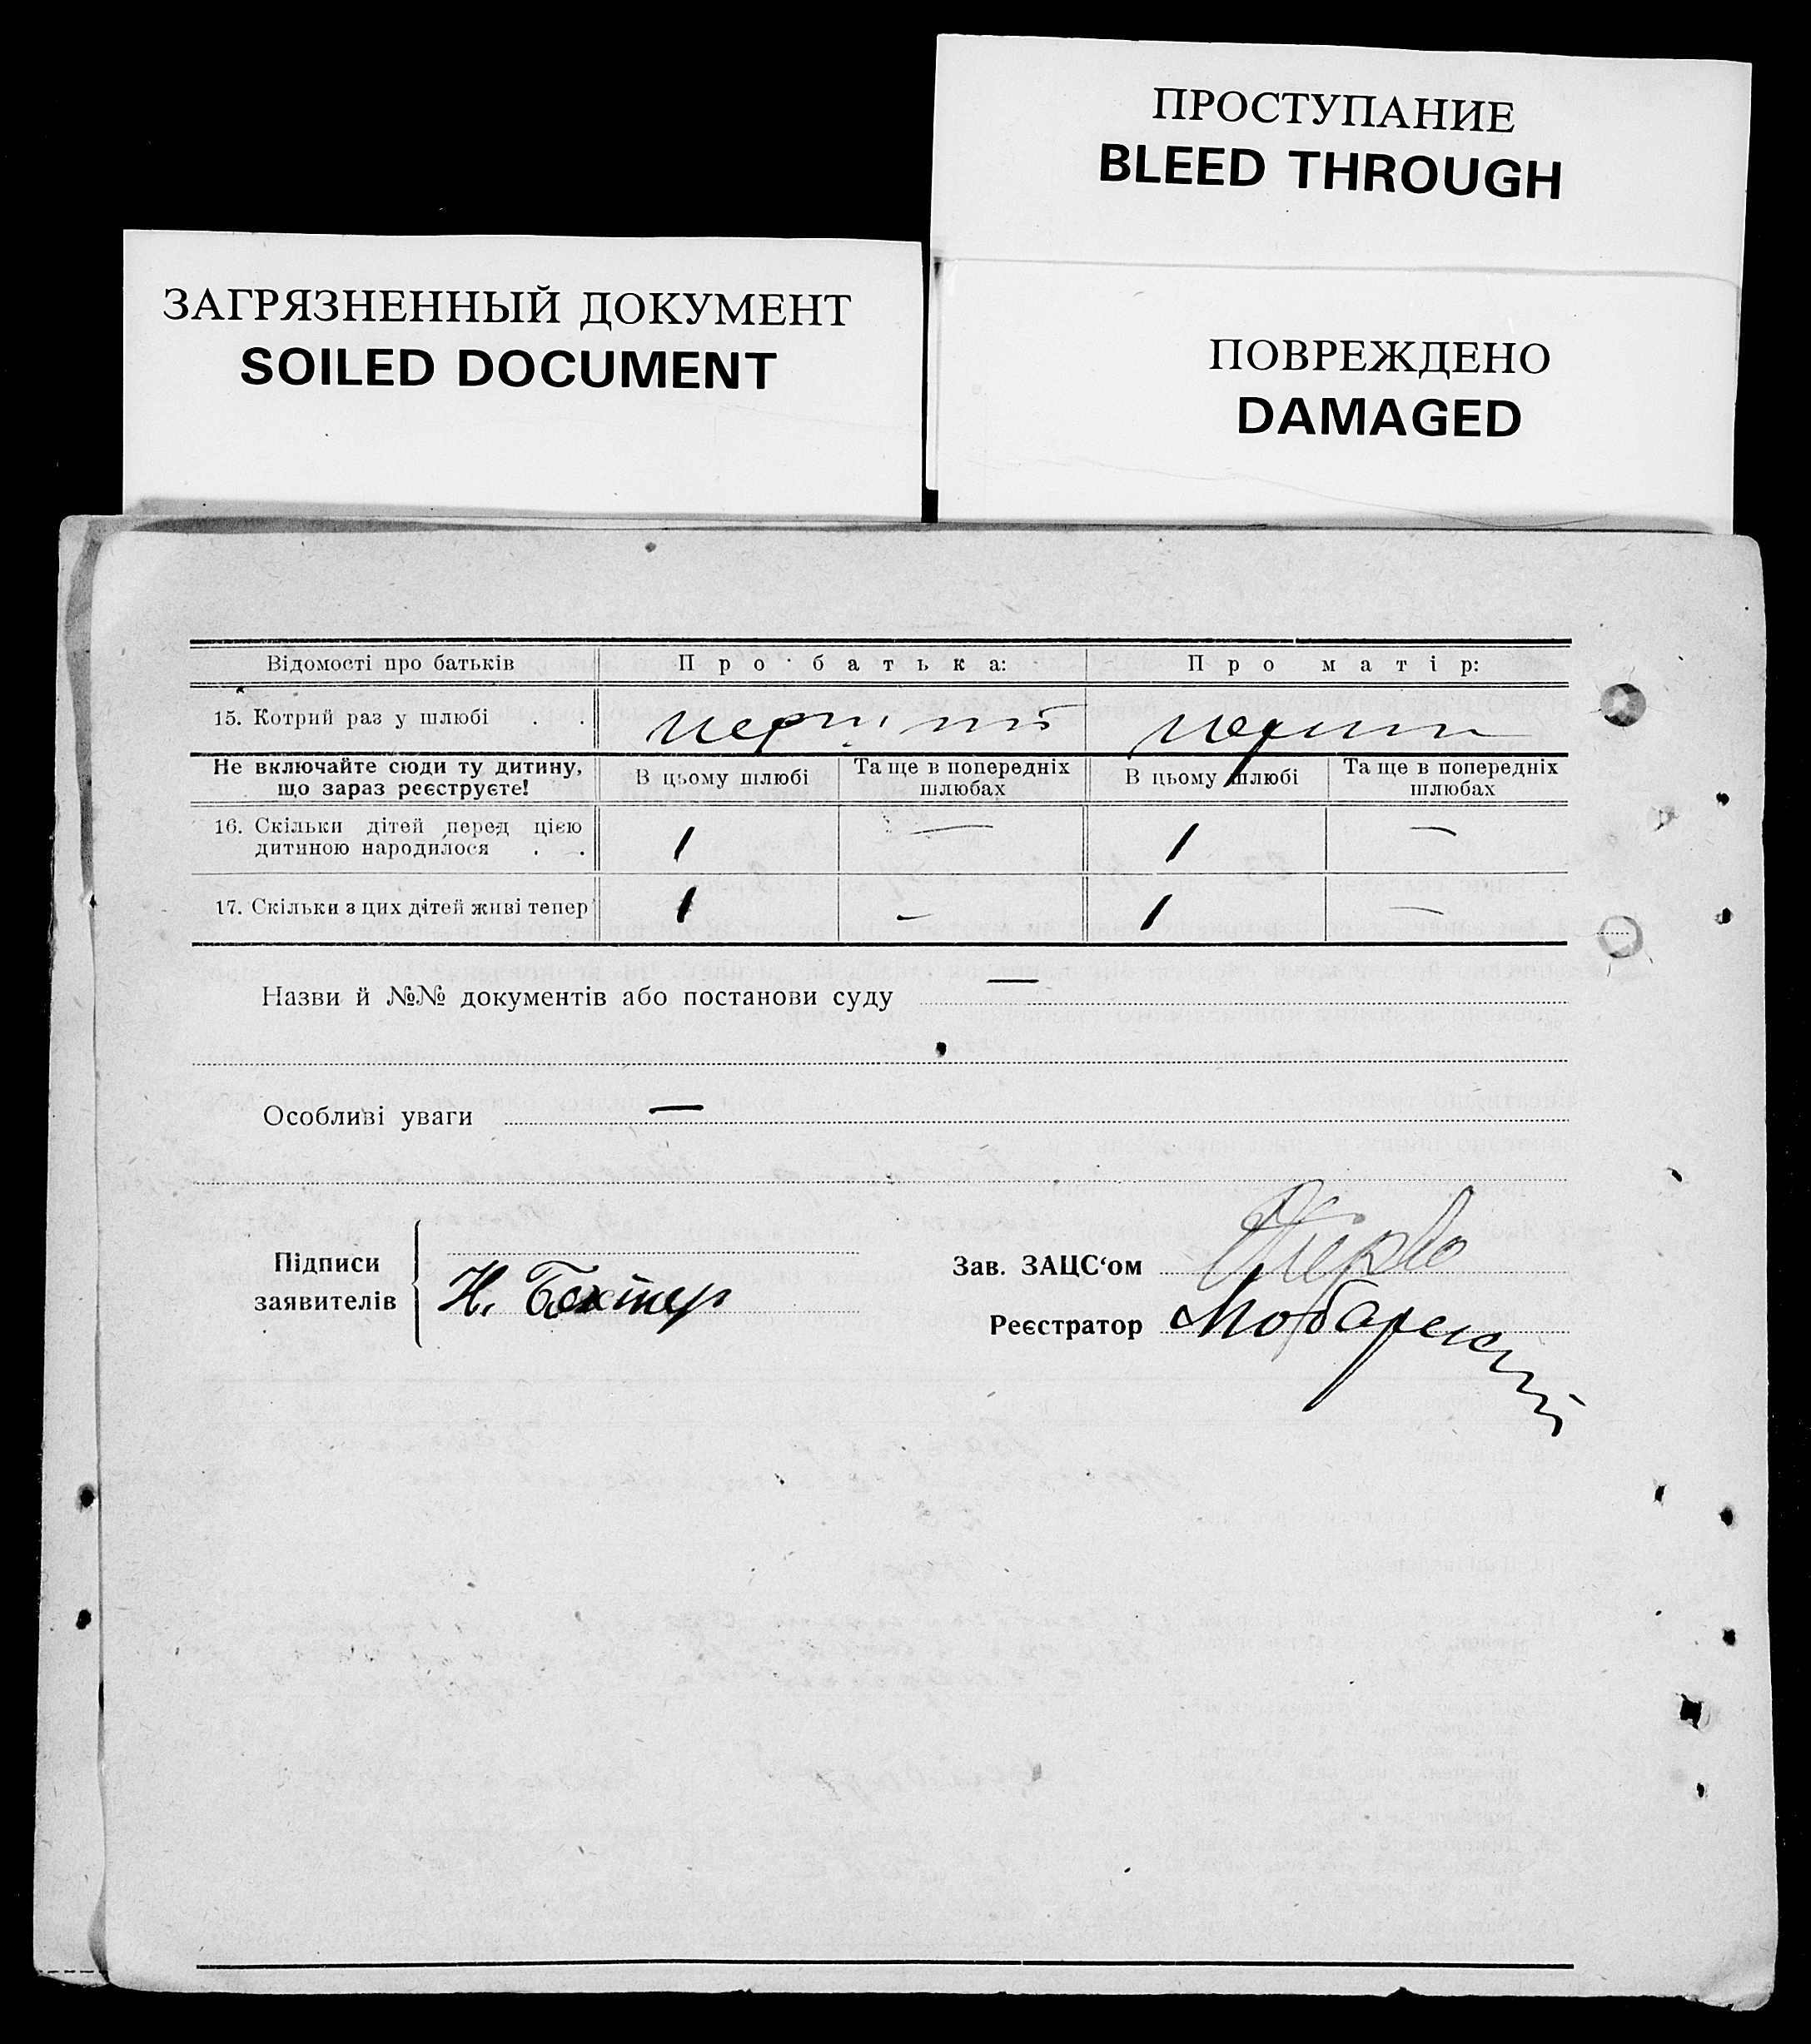 ПРОСТУПАНИЕ
BLEED THROUGH
ЗАГРЯЗНЕННЫЙ ДОКУМЕНТ
SOILED DOCUMENT
ПОВРЕЖДЕНО
DAMAGED
Відомості про батьків Про батька: Про матір:
15. Котрий раз у шлюбі . . перший
Не включайте сюди ту дитину, що зараз реєструєте! В цьому шлюбі Та ще в попередніх шлюбах В цьому шлюбі Та ще в попередніх шлюбах
16. Скільки дітей перед цією
дитиною народилося . . 1 — 1 —
17. Скільки з цих дітей живі тепер 1 — 1 —
Назви й №№ документів або постанови суду —
Особливі уваги —
Підписи
заявителів
Н. Бехтер
Зав. ЗАЦС‘ом
Реєстратор